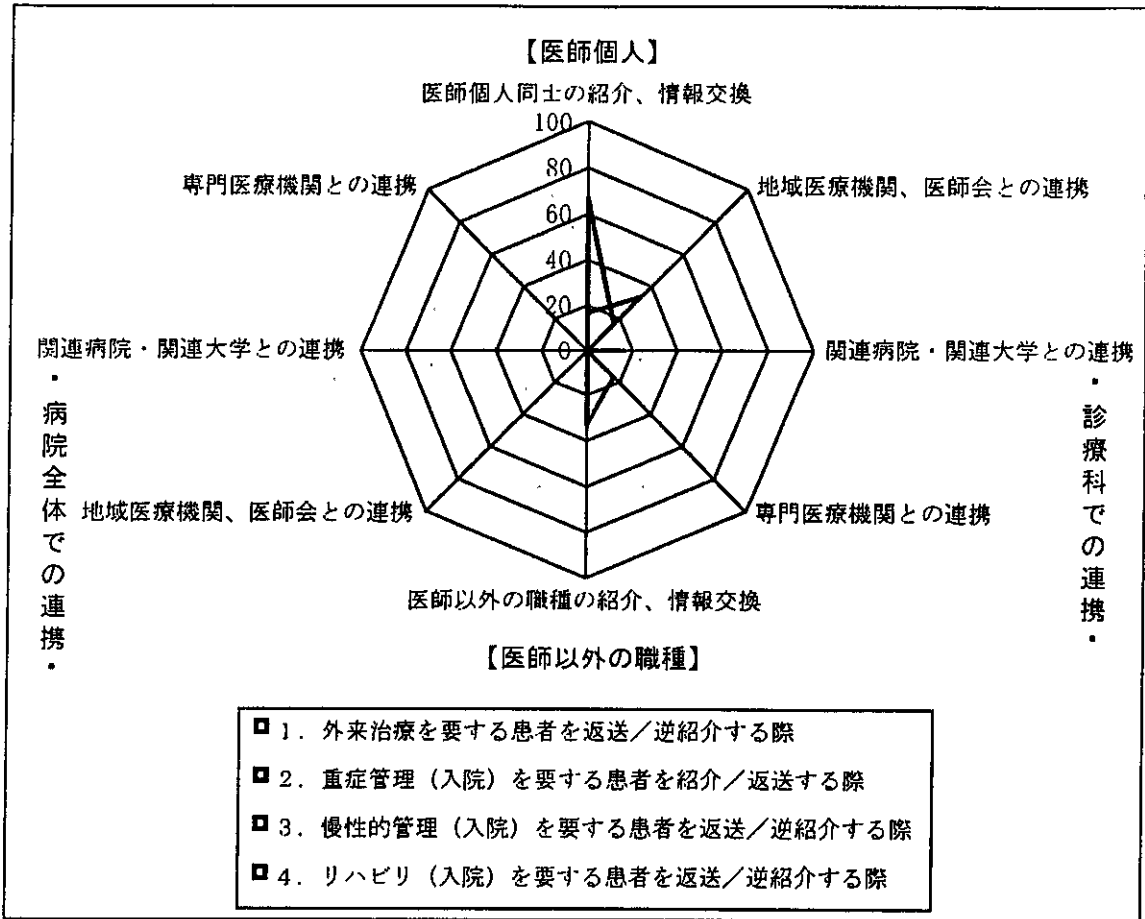 【医師個人】
医師個人同士の紹介、情報交換
100
80
60
40
20
0
専門医療機関との連携
地域医療機関、医師会との連携
関連病院・関連大学との連携
関連病院・関連大学との連携
・病院全体での連携・
・診療科での連携・
地域医療機関、医師会との連携
専門医療機関との連携
医師以外の職種の紹介、情報交換
【医師以外の職種】
1. 外来治療を要する患者を返送／逆紹介する際
2. 重症管理（入院）を要する患者を紹介／返送する際
3. 慢性的管理（入院）を要する患者を返送／逆紹介する際
4. リハビリ（入院）を要する患者を返送／逆紹介する際